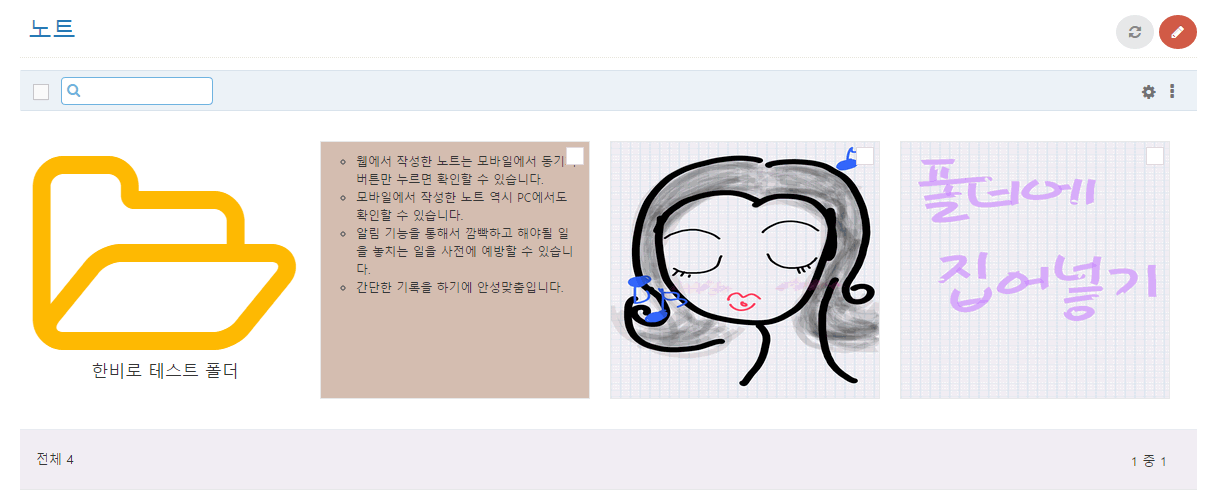 노트
웹에서 작성한 노트는 모바일에서 동기
버튼만 누르면 확인할 수 있습니다.
모바일에서 작성한 노트 역시 PC에서도
확인할 수 있습니다.
알림 기능을 통해서 깜빡하고 해야될 일
을 놓치는 일을 사전에 예방할 수 있습니
다.
간단한 기록을 하기에 안성맞춤입니다.
폴더에
집어넣기
한비로 테스트 폴더
전체 4
1 중 1